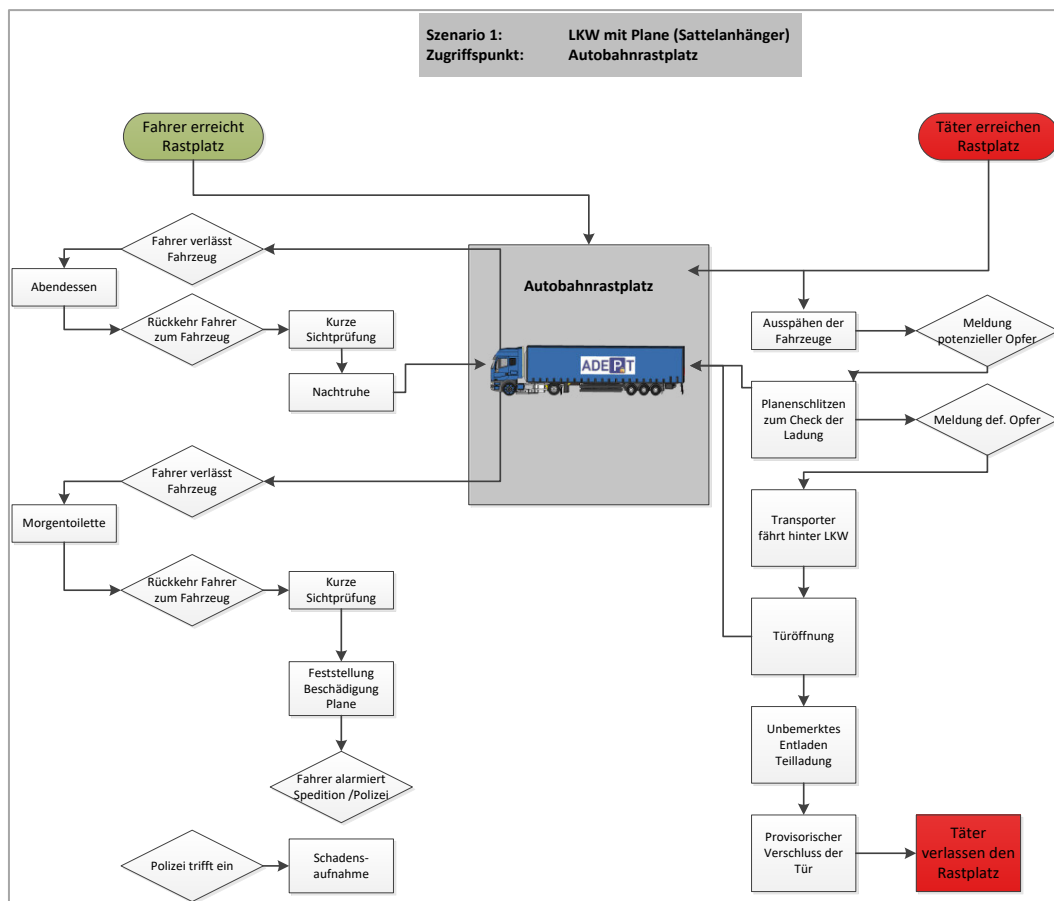 Szenario 1: LKW mit Plane (Sattelanhänger)
Zugriffspunkt: Autobahnrastplatz
Fahrer erreicht
Rastplatz
Täter erreichen
Rastplatz
Fahrer verlässt
Fahrzeug
Abendessen
Rückkehr Fahrer
zum Fahrzeug
Kurze
Sichtprüfung
Nachtruhe
Autobahnrastplatz
ADEPT
Ausspähen der
Fahrzeuge
Meldung
potenzieller Opfer
Planenschlitzen
zum Check der
Ladung
Meldung def. Opfer
Fahrer verlässt
Fahrzeug
Morgentoilette
Rückkehr Fahrer
zum Fahrzeug
Kurze
Sichtprüfung
Feststellung
Beschädigung
Plane
Fahrer alarmiert
Spedition /Polizei
Polizei trifft ein
Schadens-
aufnahme
Transporter
fährt hinter LKW
Türöffnung
Unbemerktes
Entladen
Teilladung
Provisorischer
Verschluss der
Tür
Täter
verlassen den
Rastplatz